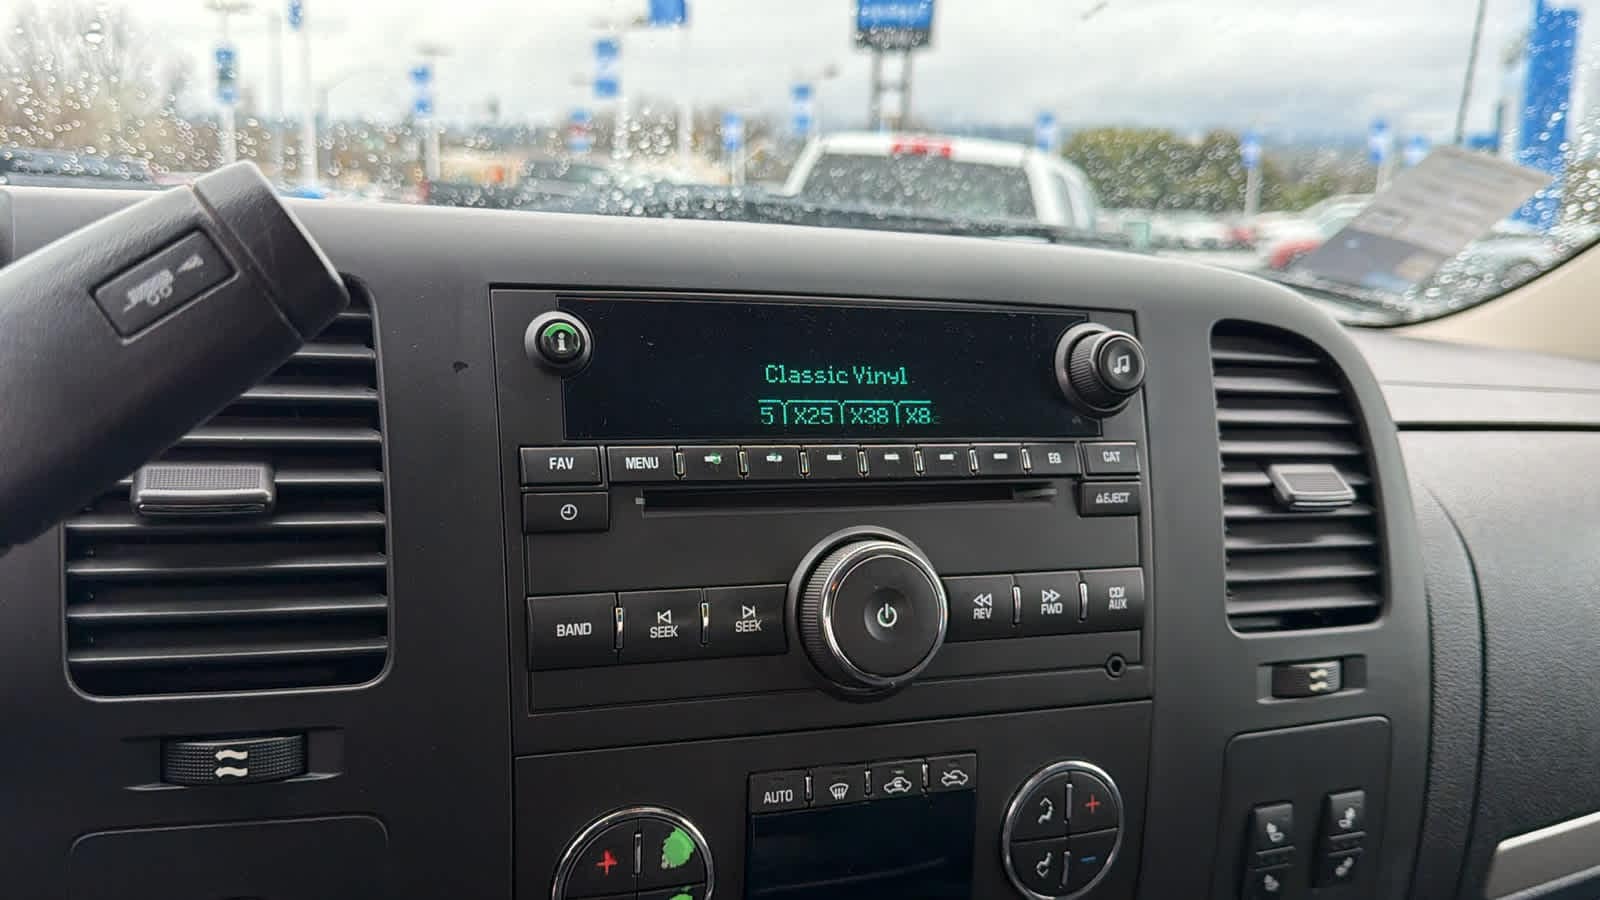 i
Classic Vinyl
5 X25 X38 X8
FAV
MENU
EQ
CAT
EJECT
BAND
SEEK
SEEK
REV
FWD
CD/
AUX
AUTO